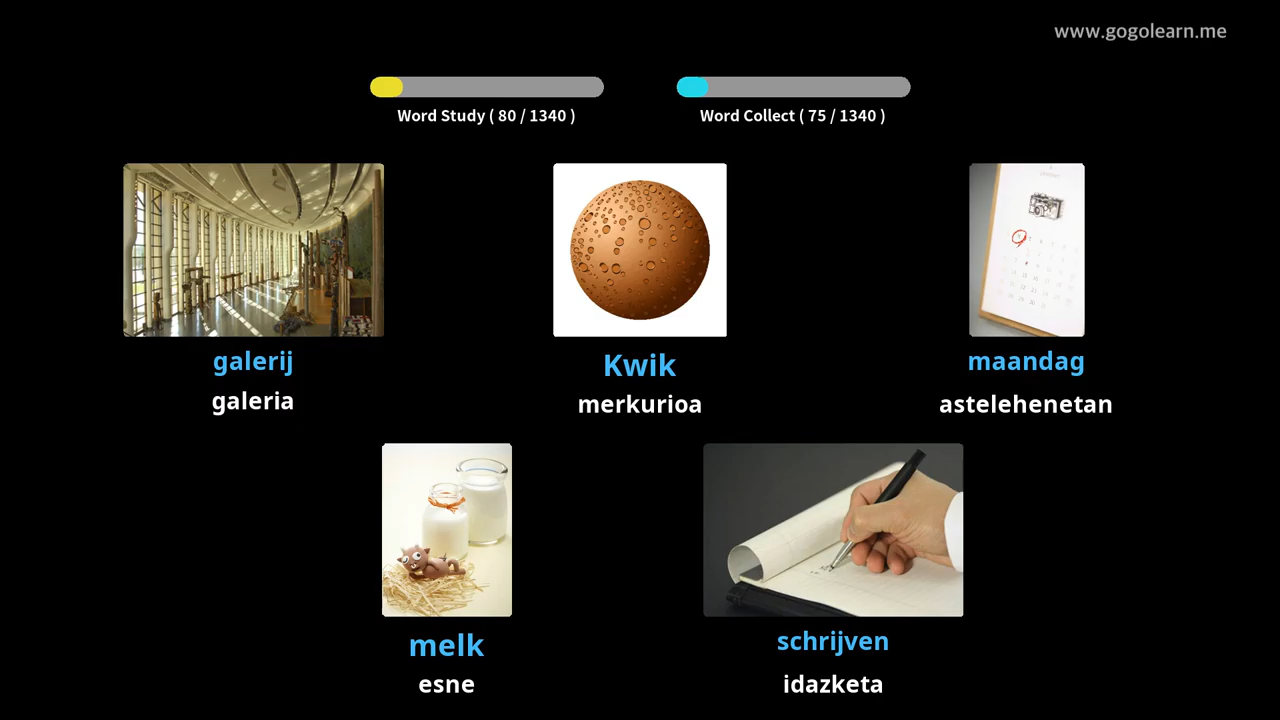 www.gogolearn.me
Word Study ( 80 / 1340 )
Word Collect ( 75 / 1340 )
galerij
galeria
Kwik
merkurioa
maandag
astelehenetan
melk
esne
schrijven
idazketa